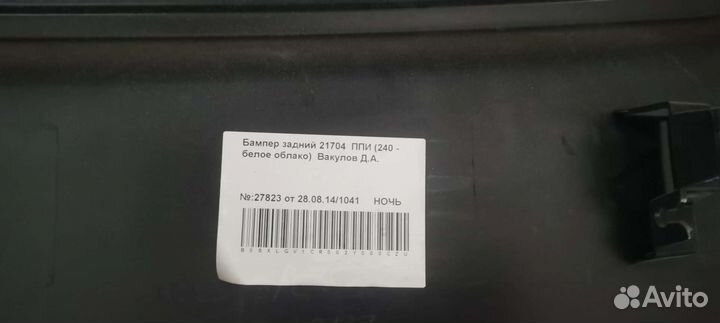 Бампер задний 21704 ППИ (240 -
белое облако) Вакулов Д.А.
№:27823 от 28.08.14/1041 НОЧЬ
Avito